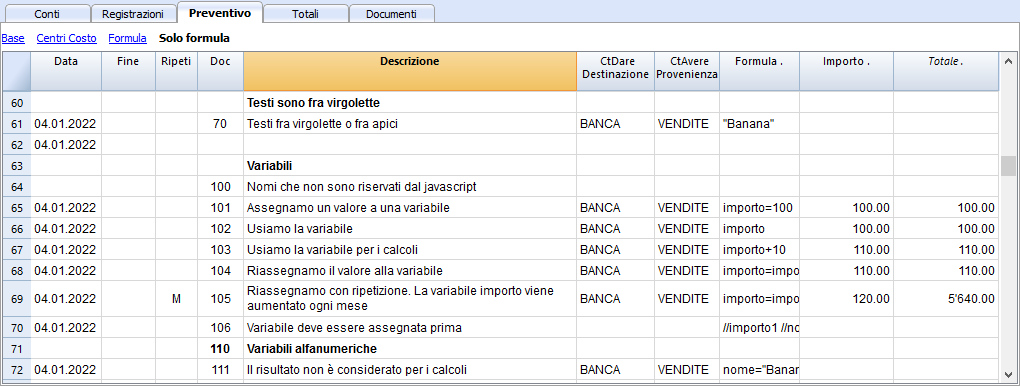 Conti Registrazioni Preventivo Totali Documenti
Base Centri Costo Formula Solo formula
Data Fine Ripeti Doc Descrizione CtDare CtAvere Formula . Importo . Totale .
Destinazione Provenienza
60 Testi sono fra virgolette
61 04.01.2022 70 Testi fra virgolette o fra apici BANCA VENDITE "Banana"
62 04.01.2022
63 Variabili
64 100 Nomi che non sono riservati dal javascript
65 04.01.2022 101 Assegnamo un valore a una variabile BANCA VENDITE importo=100 100.00 100.00
66 04.01.2022 102 Usiamo la variabile BANCA VENDITE importo 100.00 100.00
67 04.01.2022 103 Usiamo la variabile per i calcoli BANCA VENDITE importo+10 110.00 110.00
68 04.01.2022 104 Riassegnamo il valore alla variabile BANCA VENDITE importo=impo 110.00 110.00
69 04.01.2022 M 105 Riassegnamo con ripetizione. La variabile importo viene BANCA VENDITE importo=impo 120.00 5'640.00
aumentato ogni mese
70 04.01.2022 106 Variabile deve essere assegnata prima //importo1 //no
71 110 Variabili alfanumeriche
72 04.01.2022 111 Il risultato non è considerato per i calcoli BANCA VENDITE nome="Banar